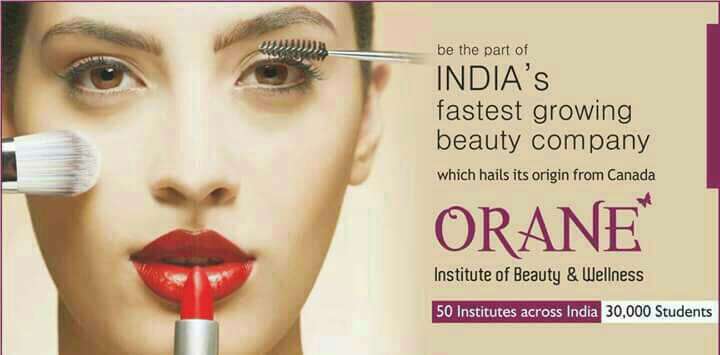 be the part of
INDIA's
fastest growing
beauty company
which hails its origin from Canada
ORANE
Institute of Beauty & Wellness
50 Institutes across India 30,000 Students